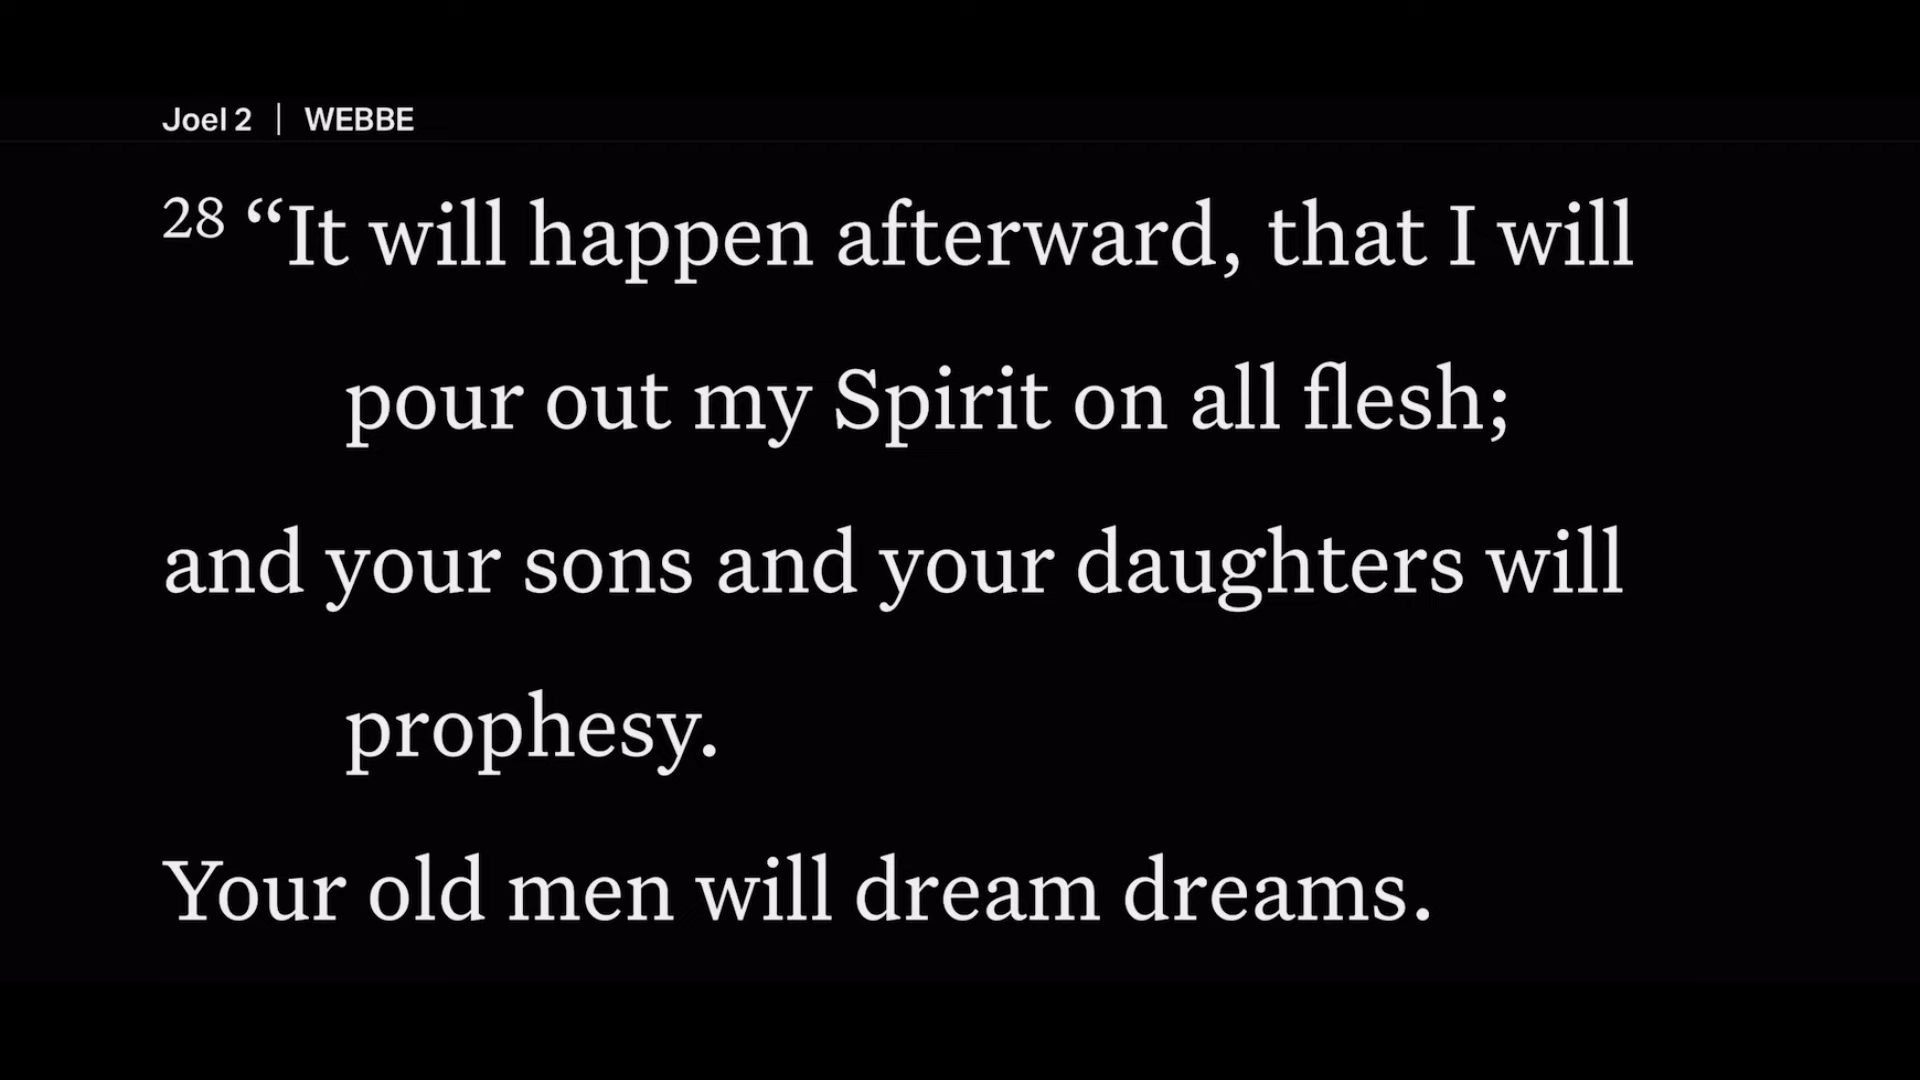 Joel 2 | WEBBE
28 “It will happen afterward, that I will
pour out my Spirit on all flesh;
and your sons and your daughters will
prophesy.
Your old men will dream dreams.